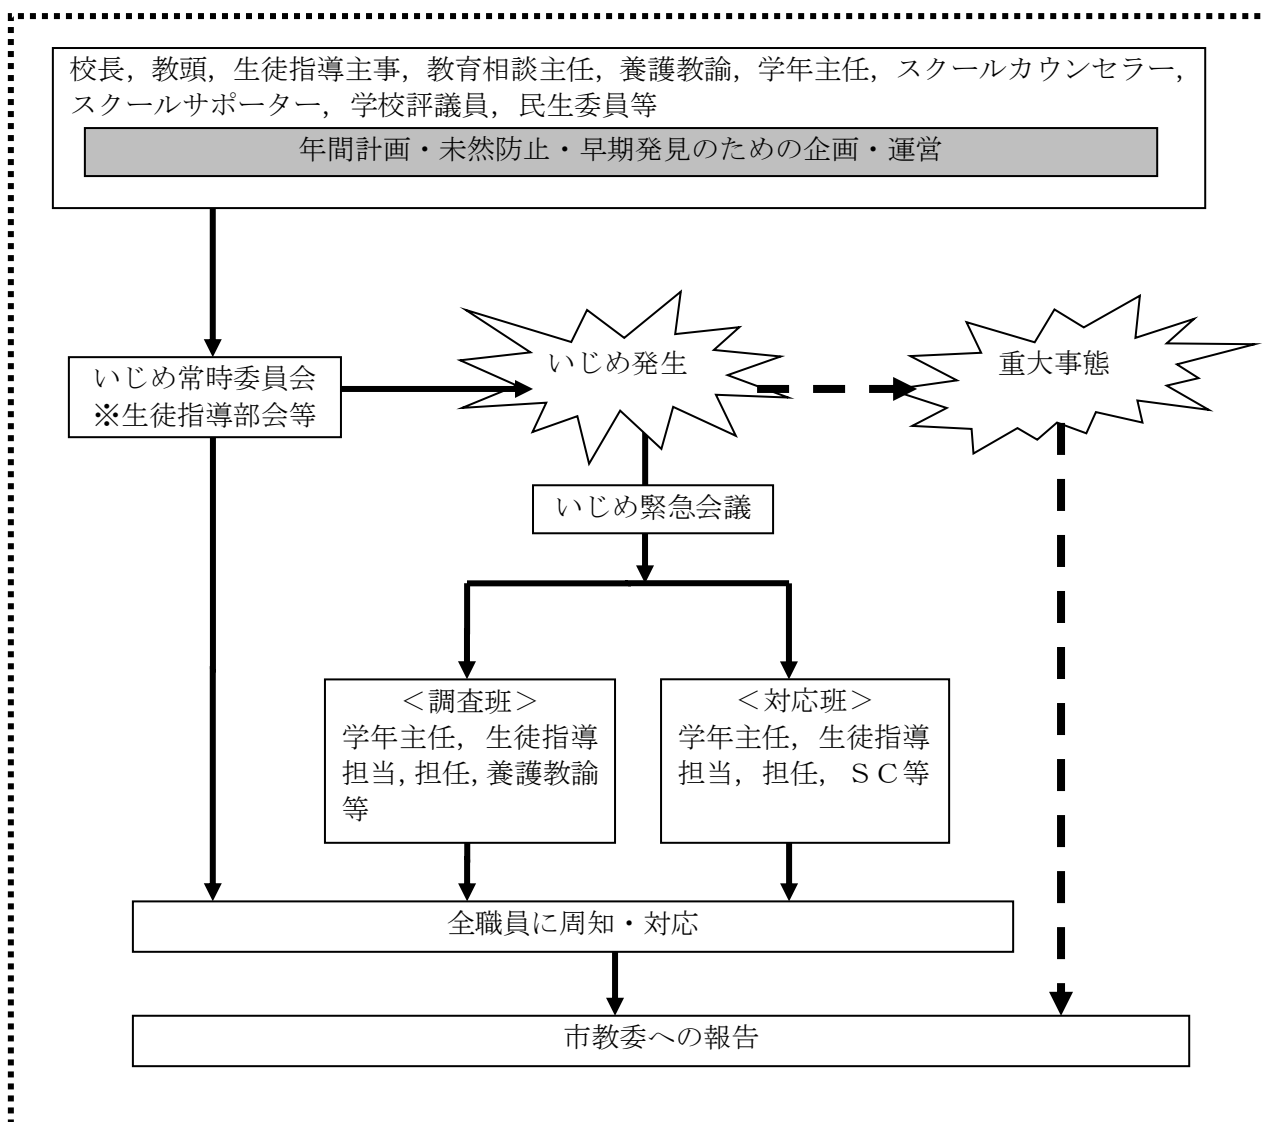 校長，教頭，生徒指導主事，教育相談主任，養護教諭，学年主任，スクールカウンセラー，
スクールサポーター，学校評議員，民生委員等
年間計画・未然防止・早期発見のための企画・運営
いじめ発生
重大事態
いじめ常時委員会
※生徒指導部会等
いじめ緊急会議
＜調査班＞
学年主任，生徒指導
担当，担任，養護教諭
等
＜対応班＞
学年主任，生徒指導
担当，担任，ＳＣ等
全職員に周知・対応
市教委への報告